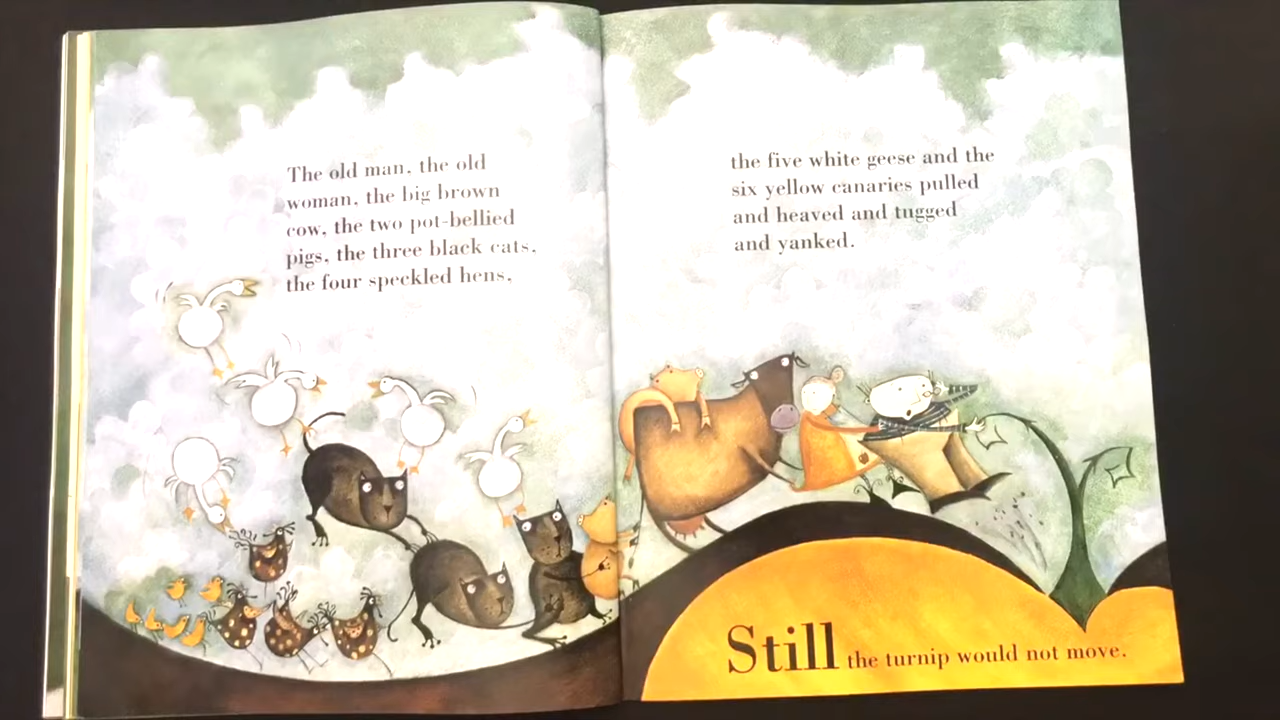 The old man, the old
woman, the big brown
cow, the two pot-bellied
pigs, the three black cats,
the four speckled hens,
the five white geese and the
six yellow canaries pulled
and heaved and tugged
and yanked.
Still the turnip would not move.